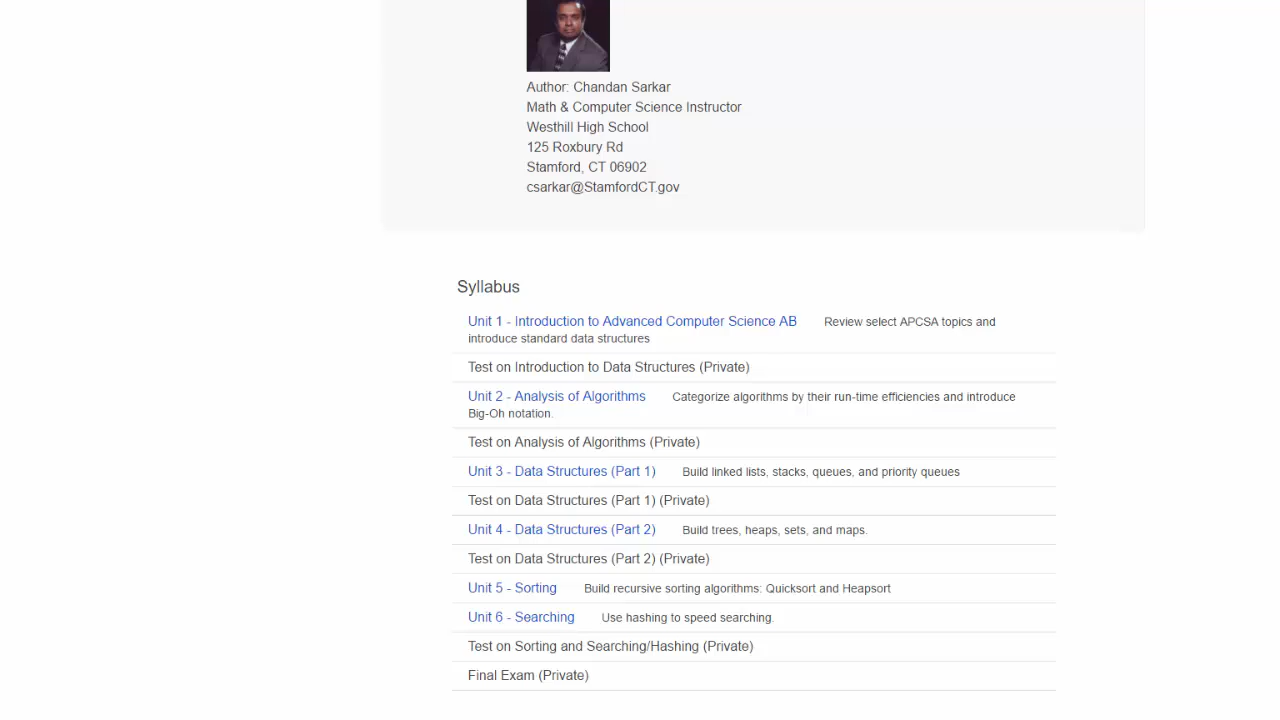 Author: Chandan Sarkar
Math & Computer Science Instructor
Westhill High School
125 Roxbury Rd
Stamford, CT 06902
csarkar@StamfordCT.gov
Syllabus
Unit 1 - Introduction to Advanced Computer Science AB Review select APCSA topics and
introduce standard data structures
Test on Introduction to Data Structures (Private)
Unit 2 - Analysis of Algorithms Categorize algorithms by their run-time efficiencies and introduce
Big-Oh notation.
Test on Analysis of Algorithms (Private)
Unit 3 - Data Structures (Part 1) Build linked lists, stacks, queues, and priority queues
Test on Data Structures (Part 1) (Private)
Unit 4 - Data Structures (Part 2) Build trees, heaps, sets, and maps.
Test on Data Structures (Part 2) (Private)
Unit 5 - Sorting Build recursive sorting algorithms: Quicksort and Heapsort
Unit 6 - Searching Use hashing to speed searching.
Test on Sorting and Searching/Hashing (Private)
Final Exam (Private)